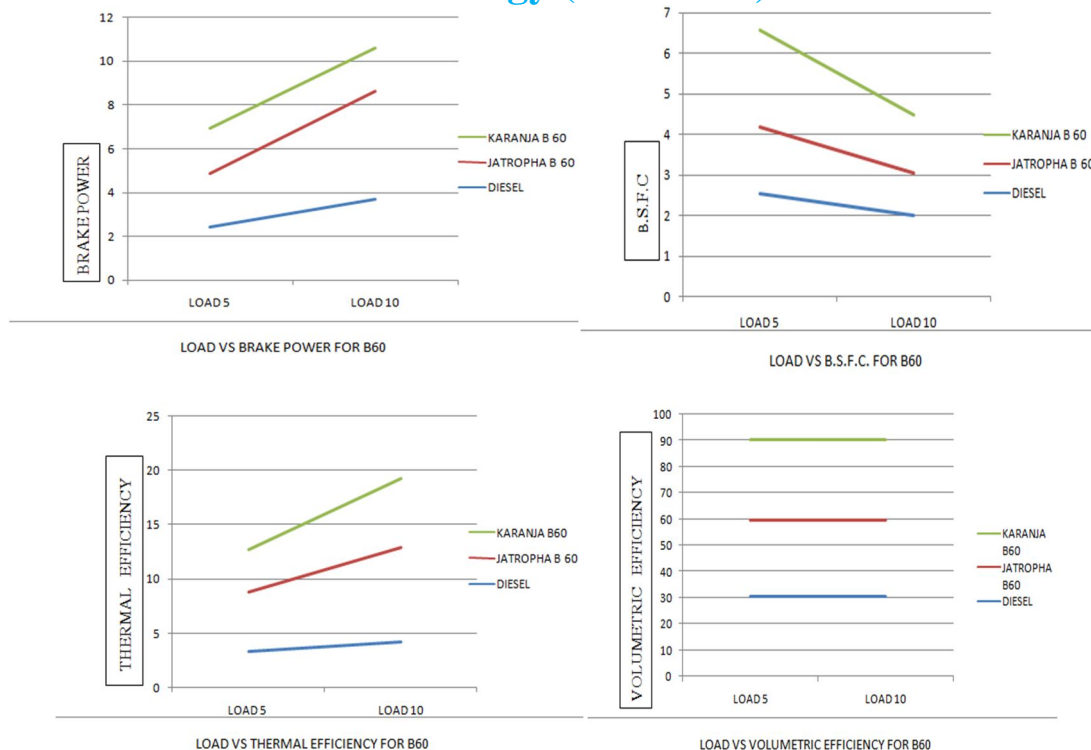 12
10
8
6
4
2
0
BRAKE POWER
LOAD 5
LOAD 10
KARANJA B 60
JATROPHA B 60
DIESEL
LOAD VS BRAKE POWER FOR B60
7
6
5
4
3
2
1
0
B.S.F.C
LOAD 5
LOAD 10
KARANJA B 60
JATROPHA B 60
DIESEL
LOAD VS B.S.F.C. FOR B60
25
20
15
10
5
0
THERMAL EFFICIENCY
LOAD 5
LOAD 10
KARANJA B60
JATROPHA B 60
DIESEL
LOAD VS THERMAL EFFICIENCY FOR B60
100
90
80
70
60
50
40
30
20
10
0
VOLUMETRIC EFFICIENCY
LOAD 5
LOAD 10
KARANJA
B60
JATROPHA
B60
DIESEL
LOAD VS VOLUMETRIC EFFICIENCY FOR B60